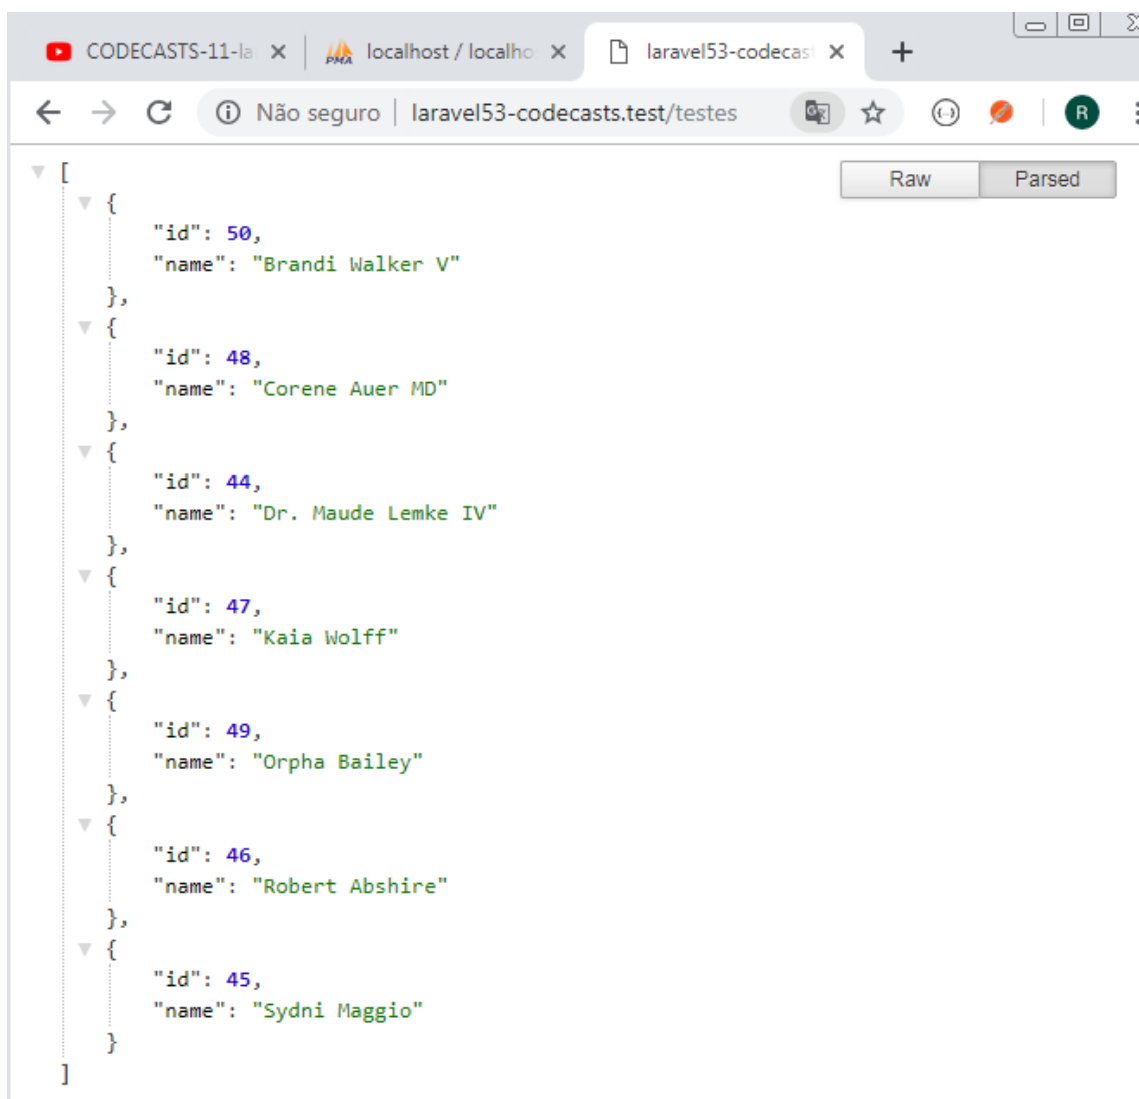 CODECASTS-11-la
localhost / localho
laravel53-codecast
Não seguro | laravel53-codecasts.test/testes
R
Raw
Parsed
[
{
"id": 50,
"name": "Brandi Walker V"
},
{
"id": 48,
"name": "Corene Auer MD"
},
{
"id": 44,
"name": "Dr. Maude Lemke IV"
},
{
"id": 47,
"name": "Kaia Wolff"
},
{
"id": 49,
"name": "Orpha Bailey"
},
{
"id": 46,
"name": "Robert Abshire"
},
{
"id": 45,
"name": "Sydni Maggio"
}
]